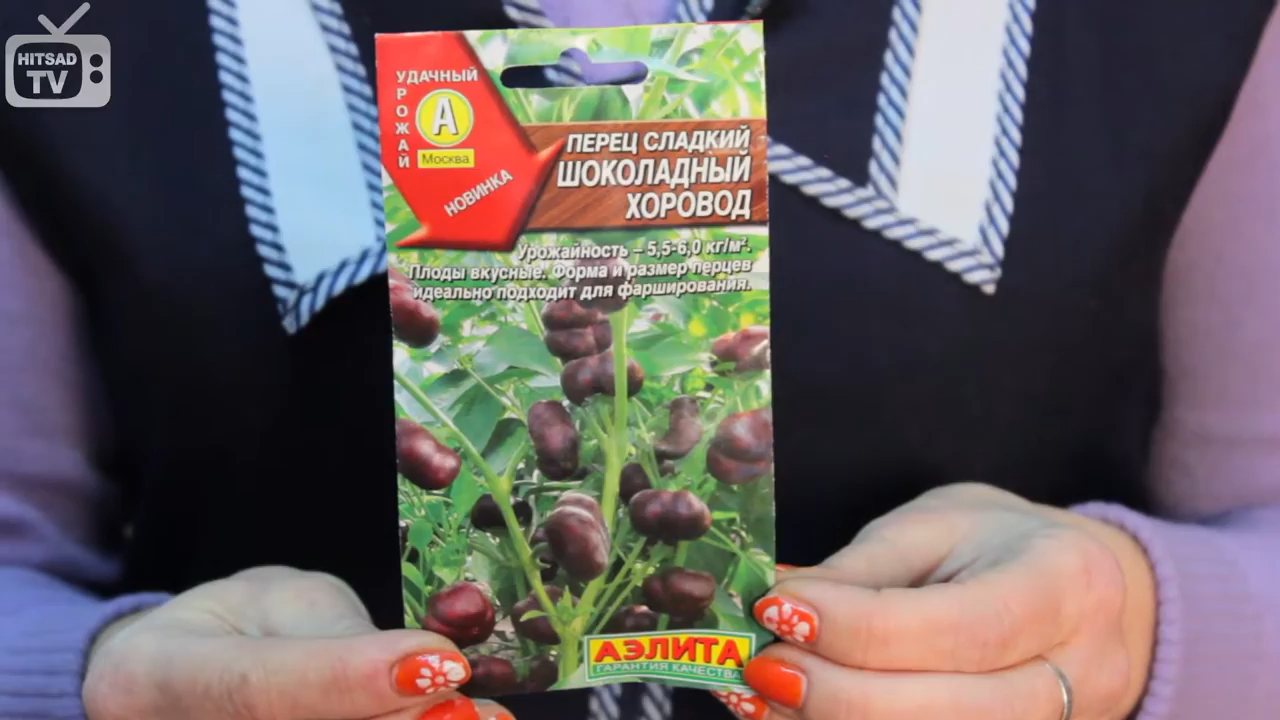 HITSAD
TV
УДАЧНЫЙ
УРОЖАЙ
А
Москва
НОВИНКА
ПЕРЕЦ СЛАДКИЙ
ШОКОЛАДНЫЙ
ХОРОВОД
Урожайность – 5,5-6,0 кг/м².
Плоды вкусные. Форма и размер перцев
идеально подходит для фарширования.
АЭЛИТА
ГАРАНТИЯ КАЧЕСТВА